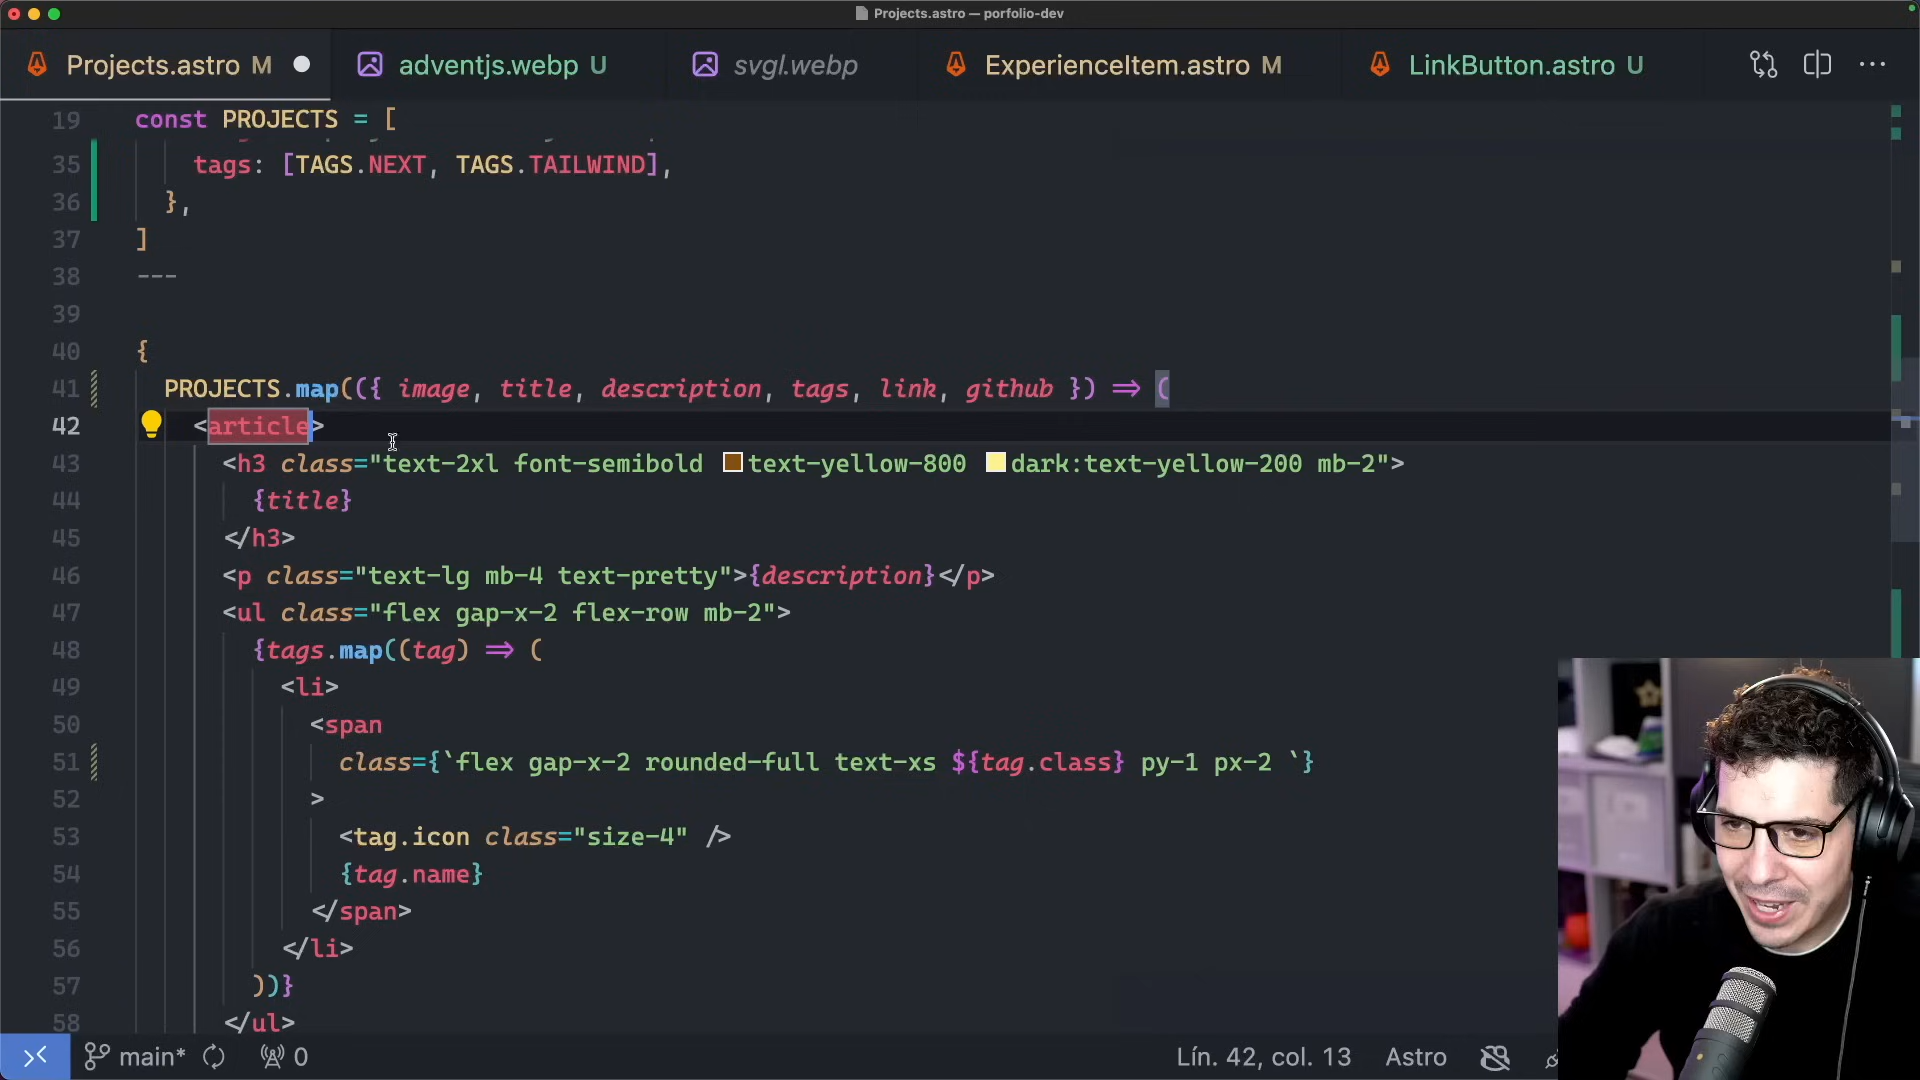 Projects.astro — porfolio-dev
Projects.astro M
adventjs.webp U
svgl.webp
ExperienceItem.astro M
LinkButton.astro U
19 const PROJECTS = [
35 tags: [TAGS.NEXT, TAGS.TAILWIND],
36 },
37 ]
38 ---
39
40 {
41 PROJECTS.map(({ image, title, description, tags, link, github }) => (
42 <article>
43 <h3 class="text-2xl font-semibold text-yellow-800 dark:text-yellow-200 mb-2">
44 {title}
45 </h3>
46 <p class="text-lg mb-4 text-pretty">{description}</p>
47 <ul class="flex gap-x-2 flex-row mb-2">
48 {tags.map((tag) => (
49 <li>
50 <span
51 class={`flex gap-x-2 rounded-full text-xs ${tag.class} py-1 px-2 `}
52 >
53 <tag.icon class="size-4" />
54 {tag.name}
55 </span>
56 </li>
57 ))}
58 </ul>
main* 0 Lín. 42, col. 13 Astro